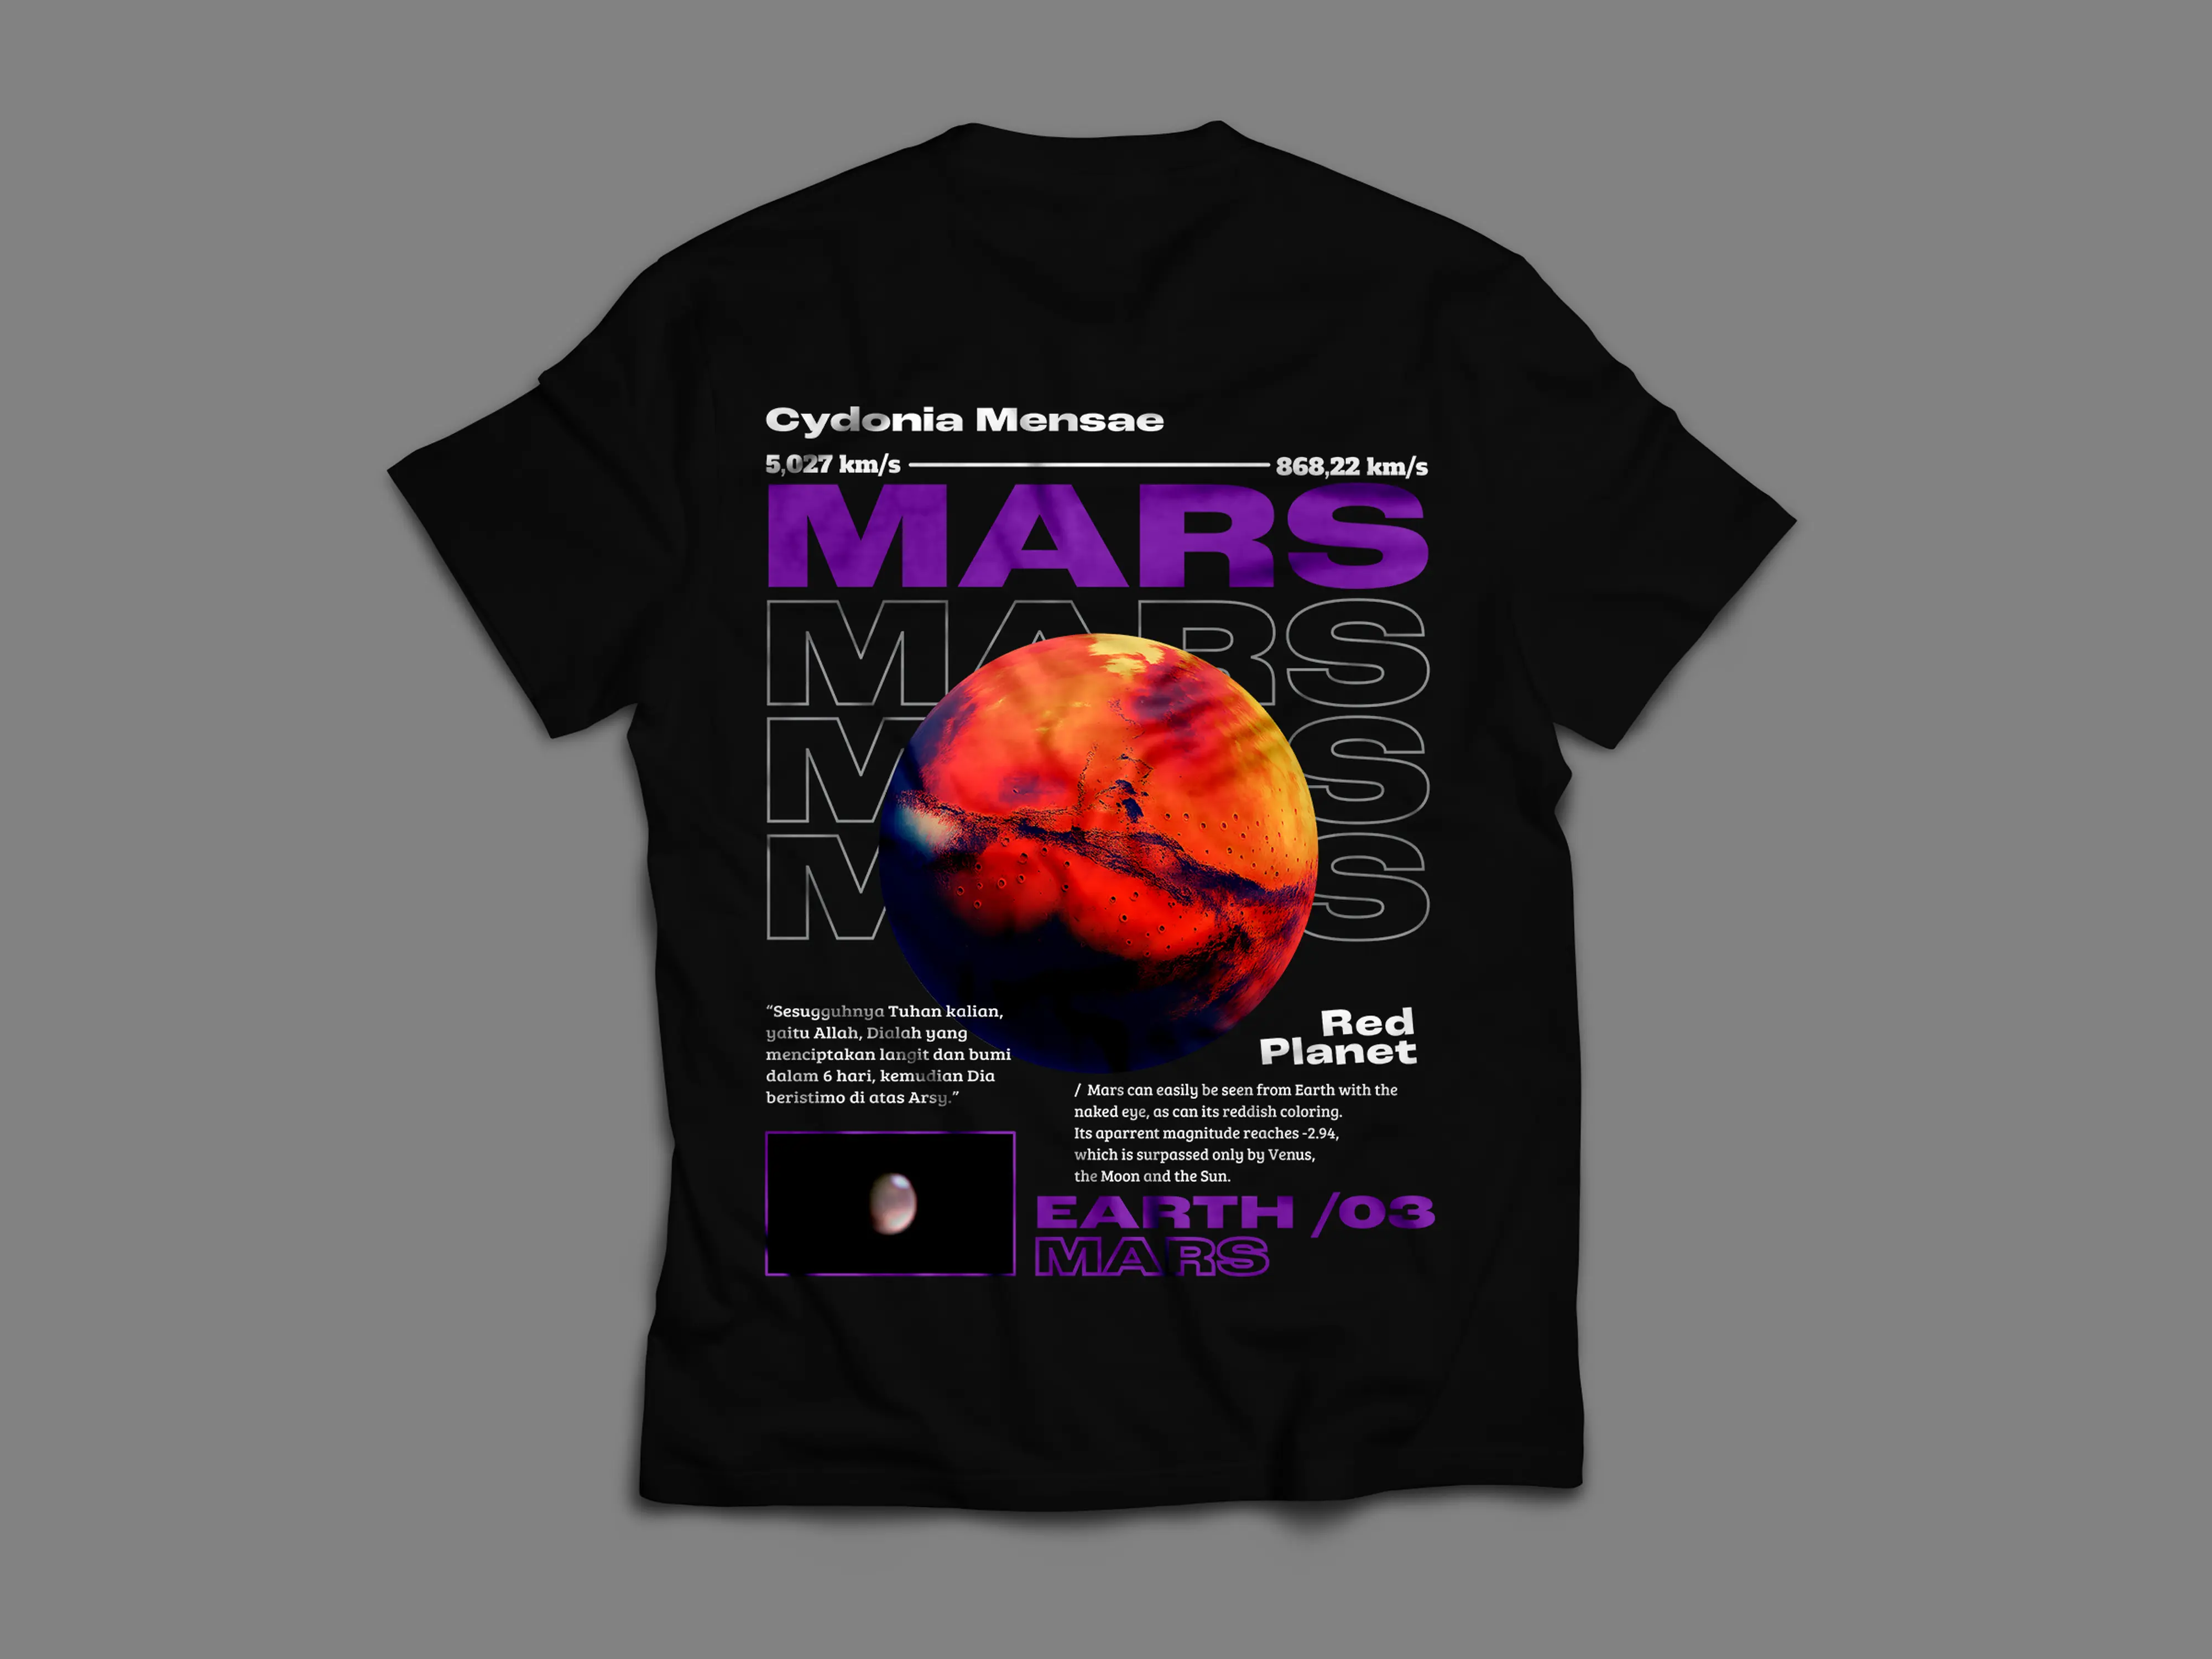 Cydonia Mensae
5,027 km/s 868,22 km/s
MARS
MARS
M S
M S
“Sesugguhnya Tuhan kalian,
yaitu Allah, Dialah yang
menciptakan langit dan bumi
dalam 6 hari, kemudian Dia
beristimo di atas Arsy.”
Red
Planet
/ Mars can easily be seen from Earth with the
naked eye, as can its reddish coloring.
Its aparrent magnitude reaches -2.94,
which is surpassed only by Venus,
the Moon and the Sun.
EARTH /03
MARS